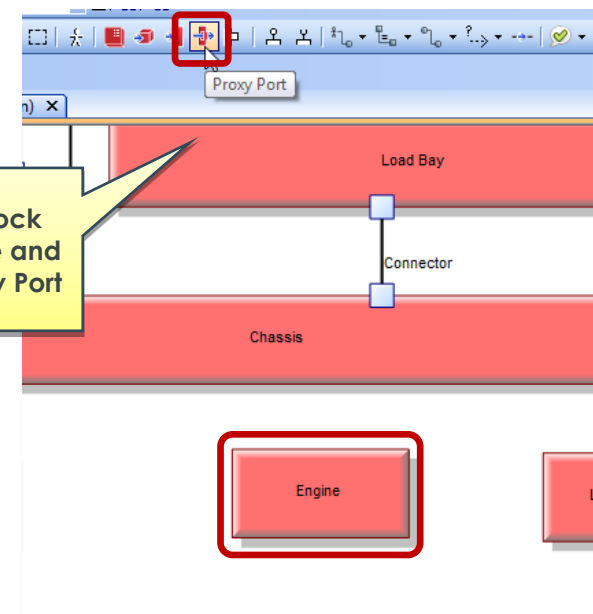 Proxy Port
n)
Load Bay
ock
e and
y Port
Connector
Chassis
Engine
L